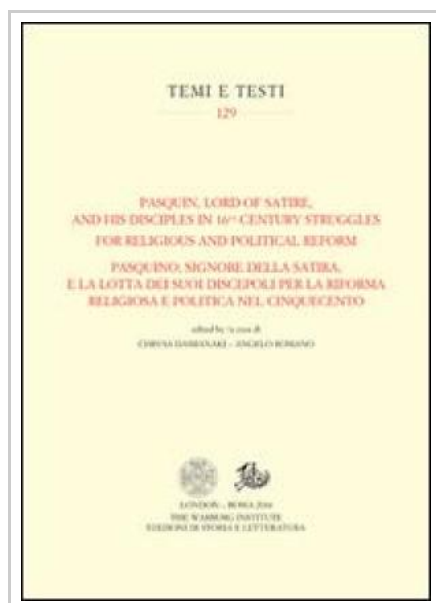 TEMI E TESTI
129
PASQUIN, LORD OF SATIRE,
AND HIS DISCIPLES IN 16TH CENTURY STRUGGLES
FOR RELIGIOUS AND POLITICAL REFORM
PASQUINO, SIGNORE DELLA SATIRA,
E LA LOTTA DEI SUOI DISCEPOLI PER LA RIFORMA
RELIGIOSA E POLITICA NEL CINQUECENTO
edited by / a cura di
CHRYSA DAMIANAKI – ANGELO ROMANO
LONDON – ROMA 2014
THE WARBURG INSTITUTE
EDIZIONI DI STORIA E LETTERATURA